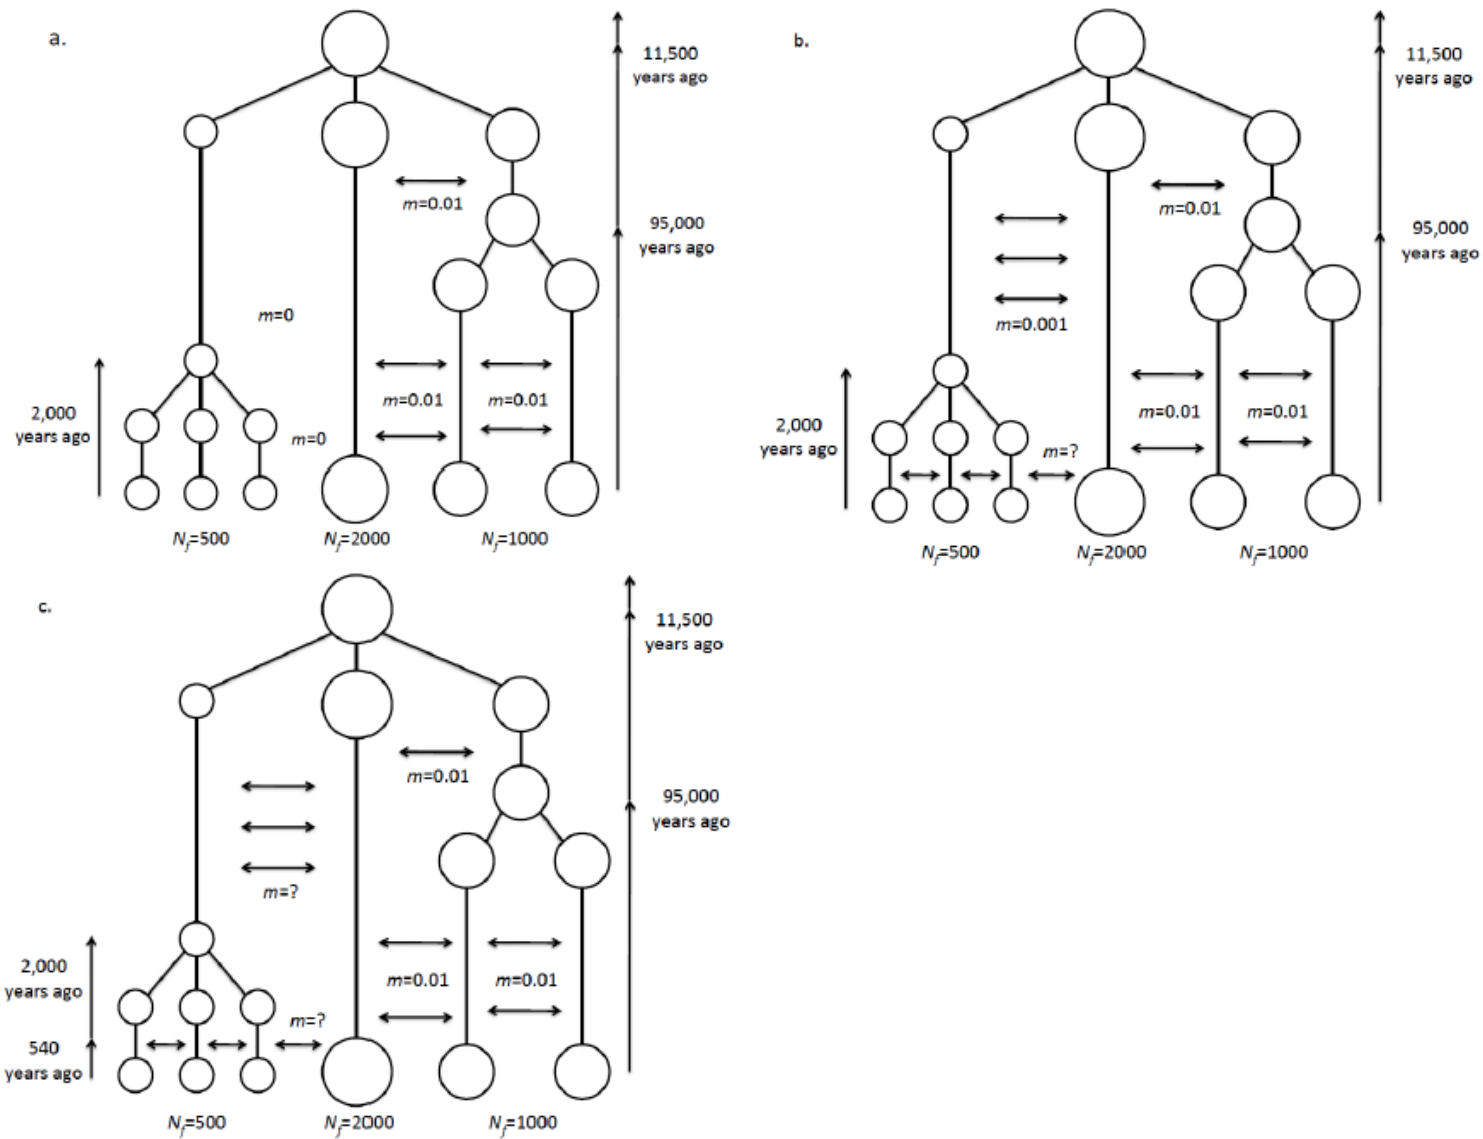 a.
11,500
years ago
m=0.01
95,000
years ago
m=0
2,000
years ago
m=0.01
m=0.01
m=0
Nf=500
Nf=2000
Nf=1000
b.
11,500
years ago
m=0.01
95,000
years ago
m=0.001
2,000
years ago
m=0.01
m=0.01
m=?
Nf=500
Nf=2000
Nf=1000
c.
11,500
years ago
m=0.01
95,000
years ago
m=?
2,000
years ago
m=0.01
m=0.01
m=?
540
years ago
Nf=500
Nf=2000
Nf=1000